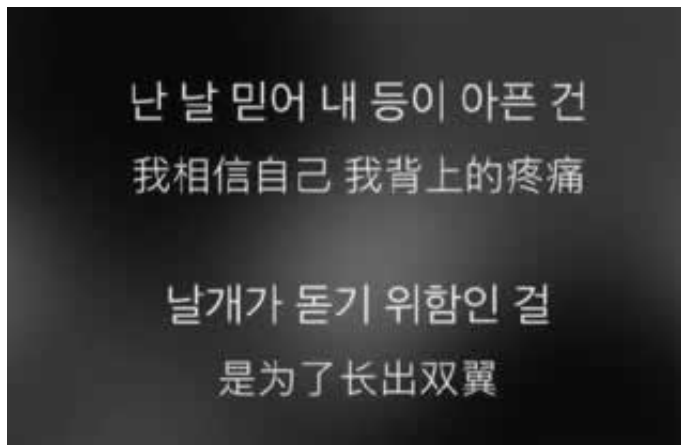 난 날 믿어 내 등이 아픈 건
我相信自己 我背上的疼痛
날개가 돋기 위함인 걸
是为了长出双翼